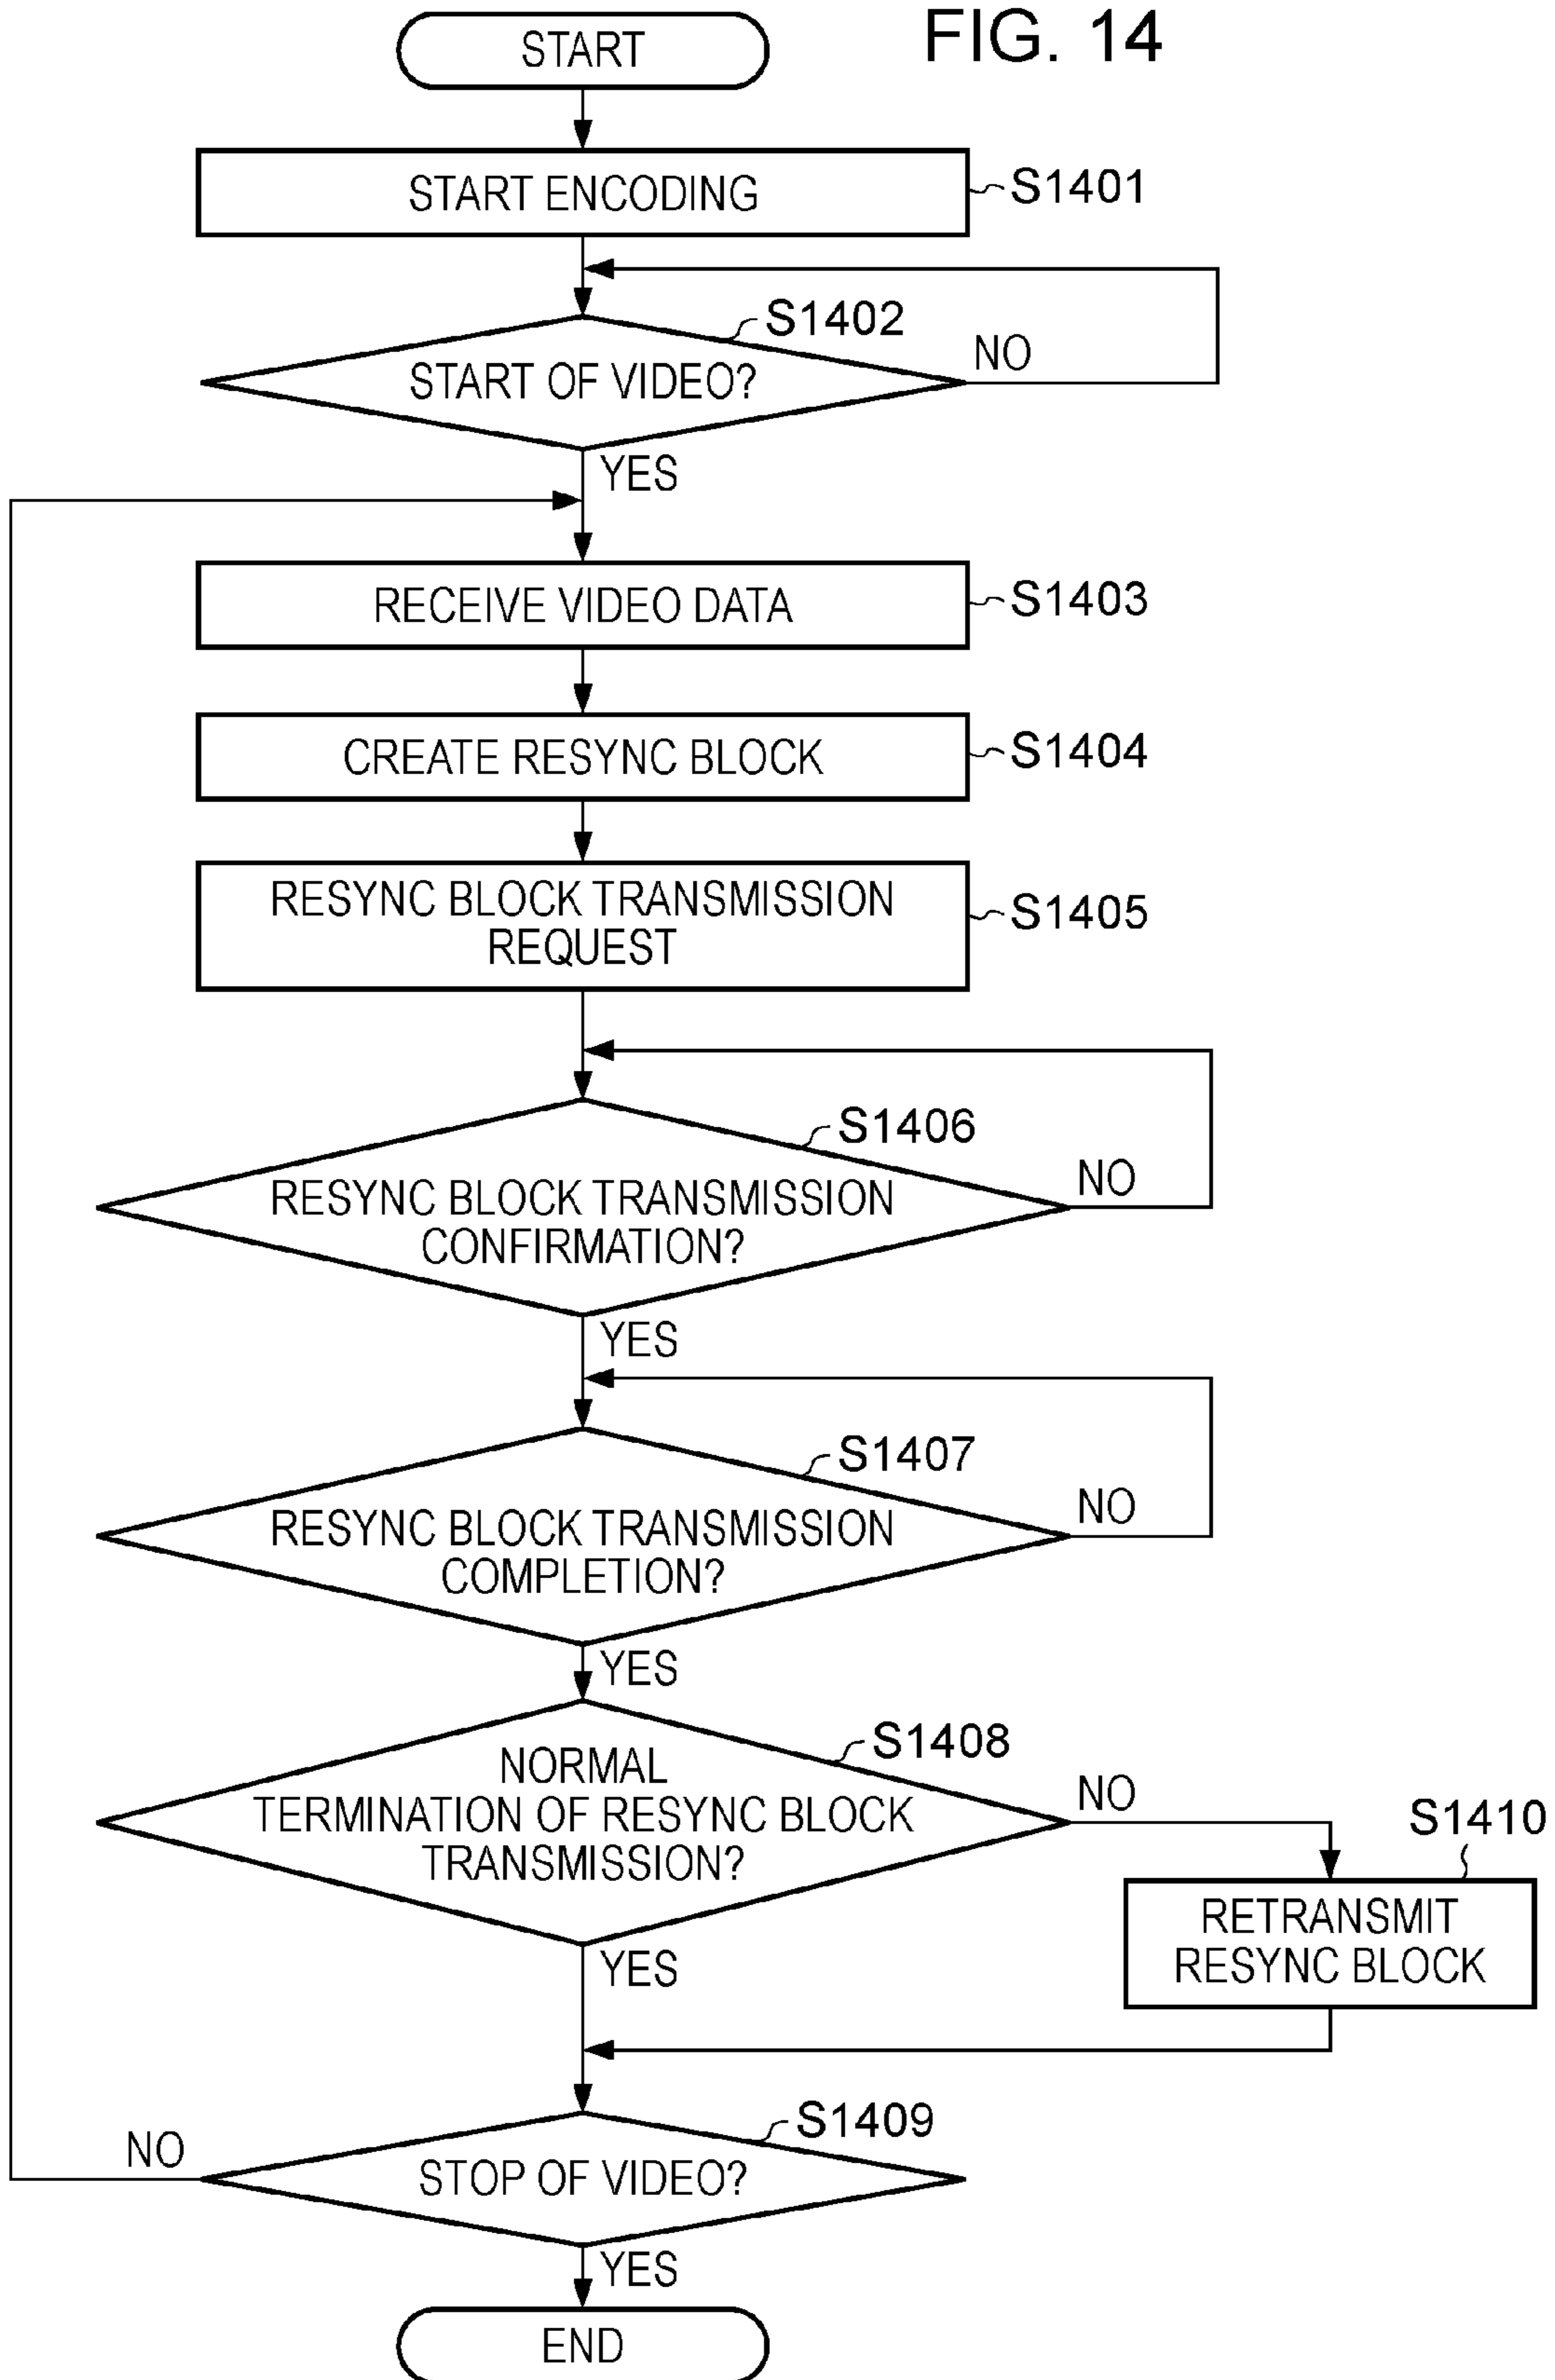 FIG. 14
START
START ENCODING
S1401
S1402
START OF VIDEO?
NO
YES
RECEIVE VIDEO DATA
S1403
CREATE RESYNC BLOCK
S1404
RESYNC BLOCK TRANSMISSION
REQUEST
S1405
S1406
RESYNC BLOCK TRANSMISSION
CONFIRMATION?
NO
YES
S1407
RESYNC BLOCK TRANSMISSION
COMPLETION?
NO
YES
S1408
NORMAL
TERMINATION OF RESYNC BLOCK
TRANSMISSION?
NO
S1410
RETRANSMIT
RESYNC BLOCK
YES
S1409
STOP OF VIDEO?
NO
YES
END